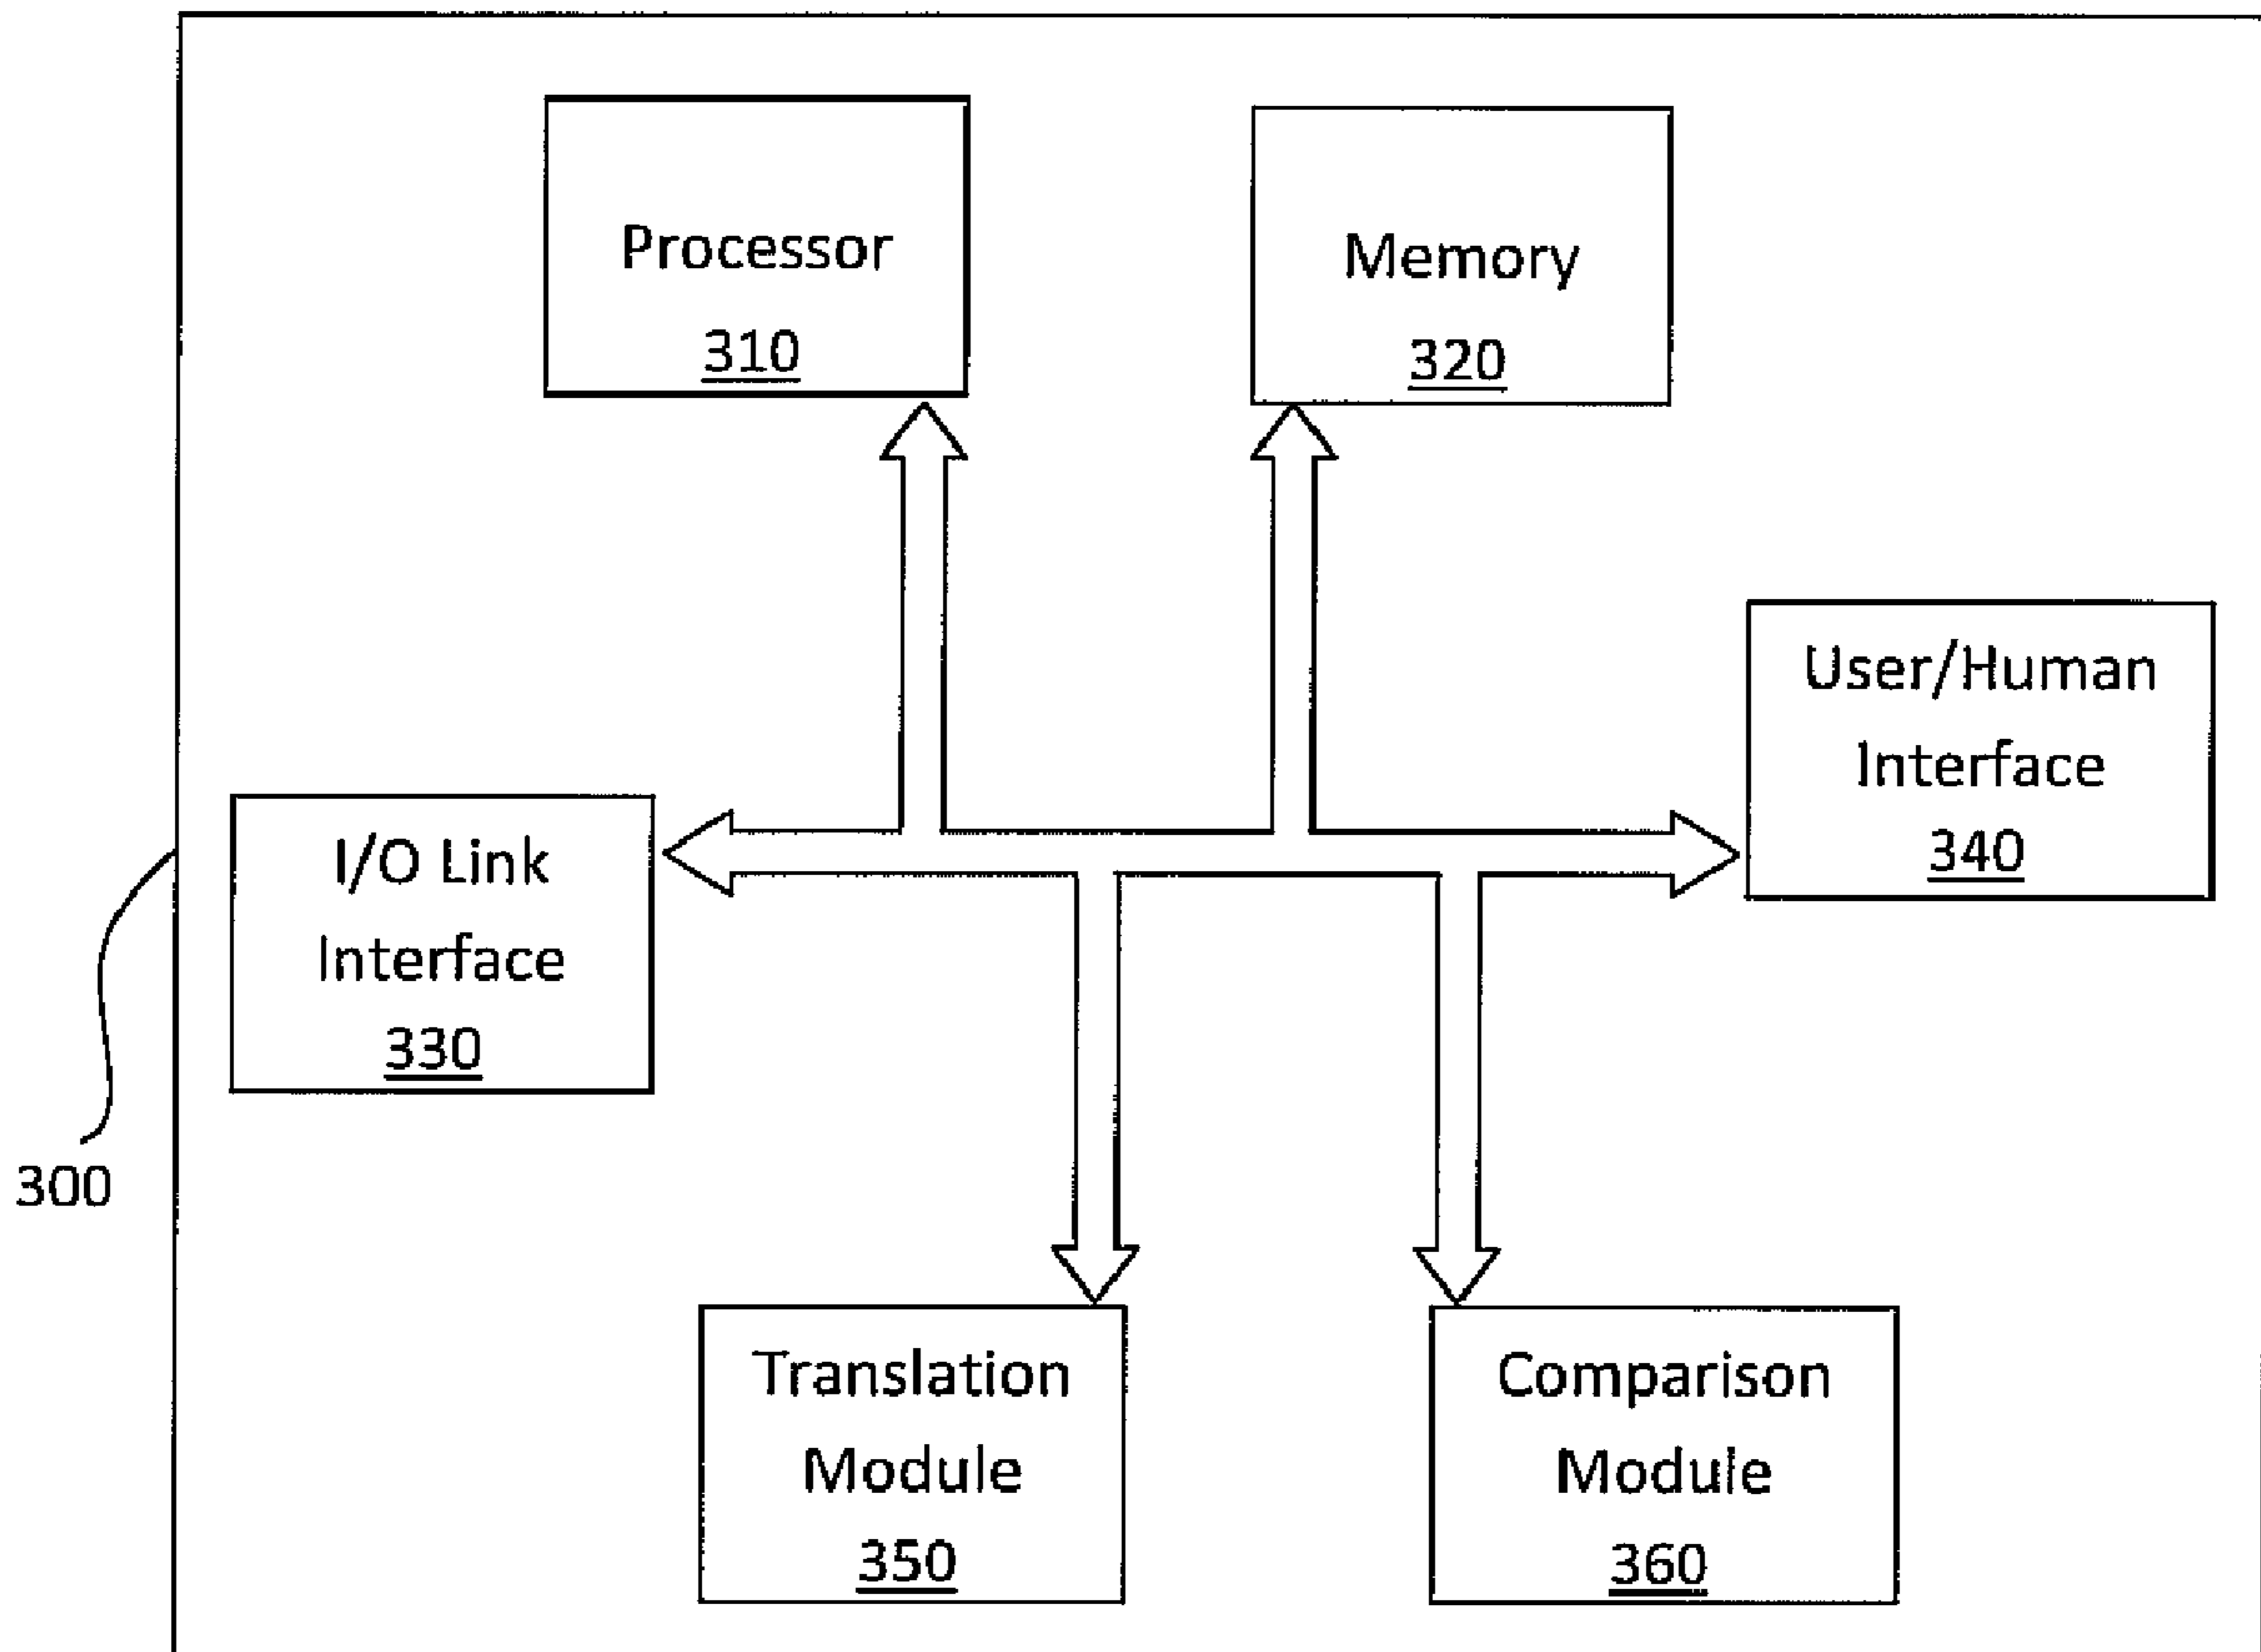 Processor
310
Memory
320
User/Human
Interface
340
I/O Link
Interface
330
300
Translation
Module
350
Comparison
Module
360